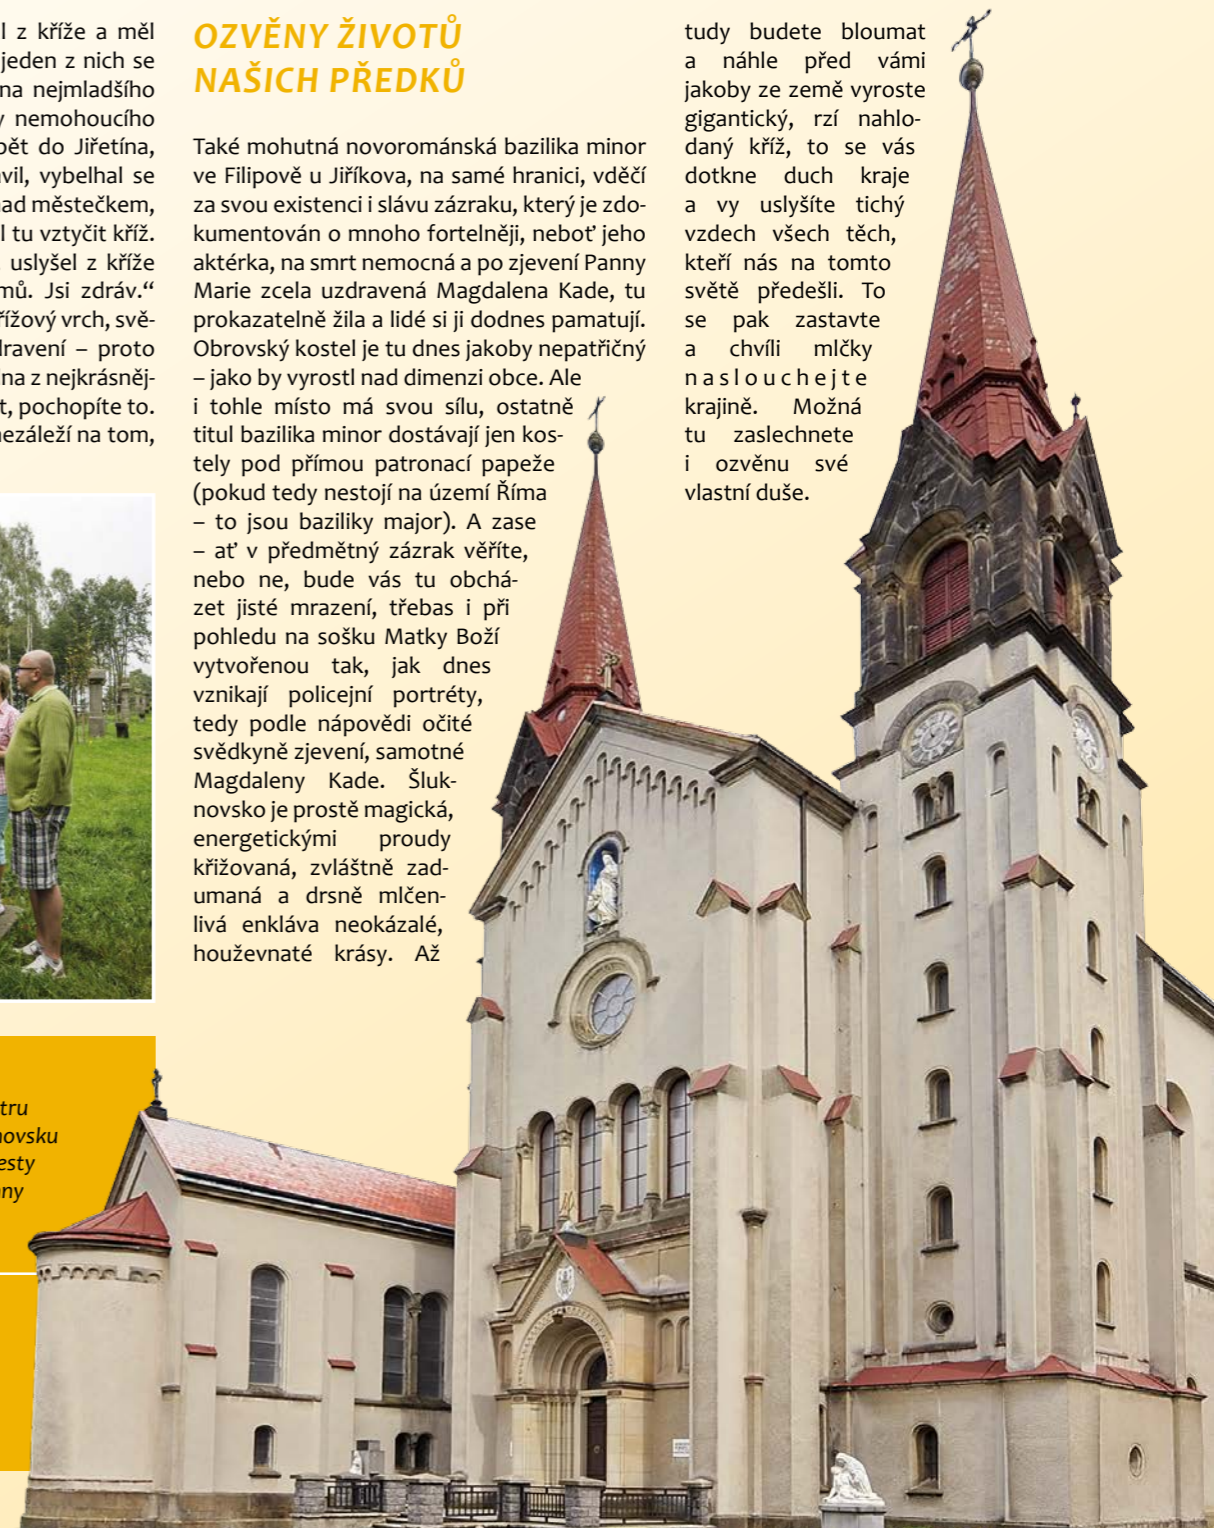 l z kříže a měl
jeden z nich se
na nejmladšího
nemohoucího
pět do Jiřetína,
vil, vybelhal se
nad městečkem,
l tu vztyčit kříž.
uslyšel z kříže
mů. Jsi zdráv.“
řížový vrch, svě-
dravení – proto
na z nejkrásněj-
t, pochopíte to.
nezáleží na tom,
OZVĚNY ŽIVOTŮ
NAŠICH PŘEDKŮ
Také mohutná novorománská bazilika minor
ve Filipově u Jiříkova, na samé hranici, vděčí
za svou existenci i slávu zázraku, který je zdo-
kumentován o mnoho fortelněji, neboť jeho
aktérka, na smrt nemocná a po zjevení Panny
Marie zcela uzdravená Magdalena Kade, tu
prokazatelně žila a lidé si ji dodnes pamatují.
Obrovský kostel je tu dnes jakoby nepatřičný
– jako by vyrostl nad dimenzi obce. Ale
i tohle místo má svou sílu, ostatně
titul bazilika minor dostávají jen kos-
tely pod přímou patronací papeže
(pokud tedy nestojí na území Říma
– to jsou baziliky major). A zase
– ať v předmětný zázrak věříte,
nebo ne, bude vás tu obchá-
zet jisté mrazení, třebas i při
pohledu na sošku Matky Boží
vytvořenou tak, jak dnes
vznikají policejní portréty,
tedy podle nápovědi očité
svědkyně zjevení, samotné
Magdaleny Kade. Šluk-
novsko je prostě magická,
energetickými proudy
křižovaná, zvláštně zad-
umaná a drsně mlčen-
livá enkláva neokázalé,
houževnaté krásy. Až
tudy budete bloumat
a náhle před vámi
jakoby ze země vyroste
gigantický, rzí nahlo-
daný kříž, to se vás
dotkne duch kraje
a vy uslyšíte tichý
vzdech všech těch,
kteří nás na tomto
světě předešli. To
se pak zastavte
a chvíli mlčky
naslouchejte
krajině. Možná
tu zaslechnete
i ozvěnu své
vlastní duše.
tru
novsku
esty
ny